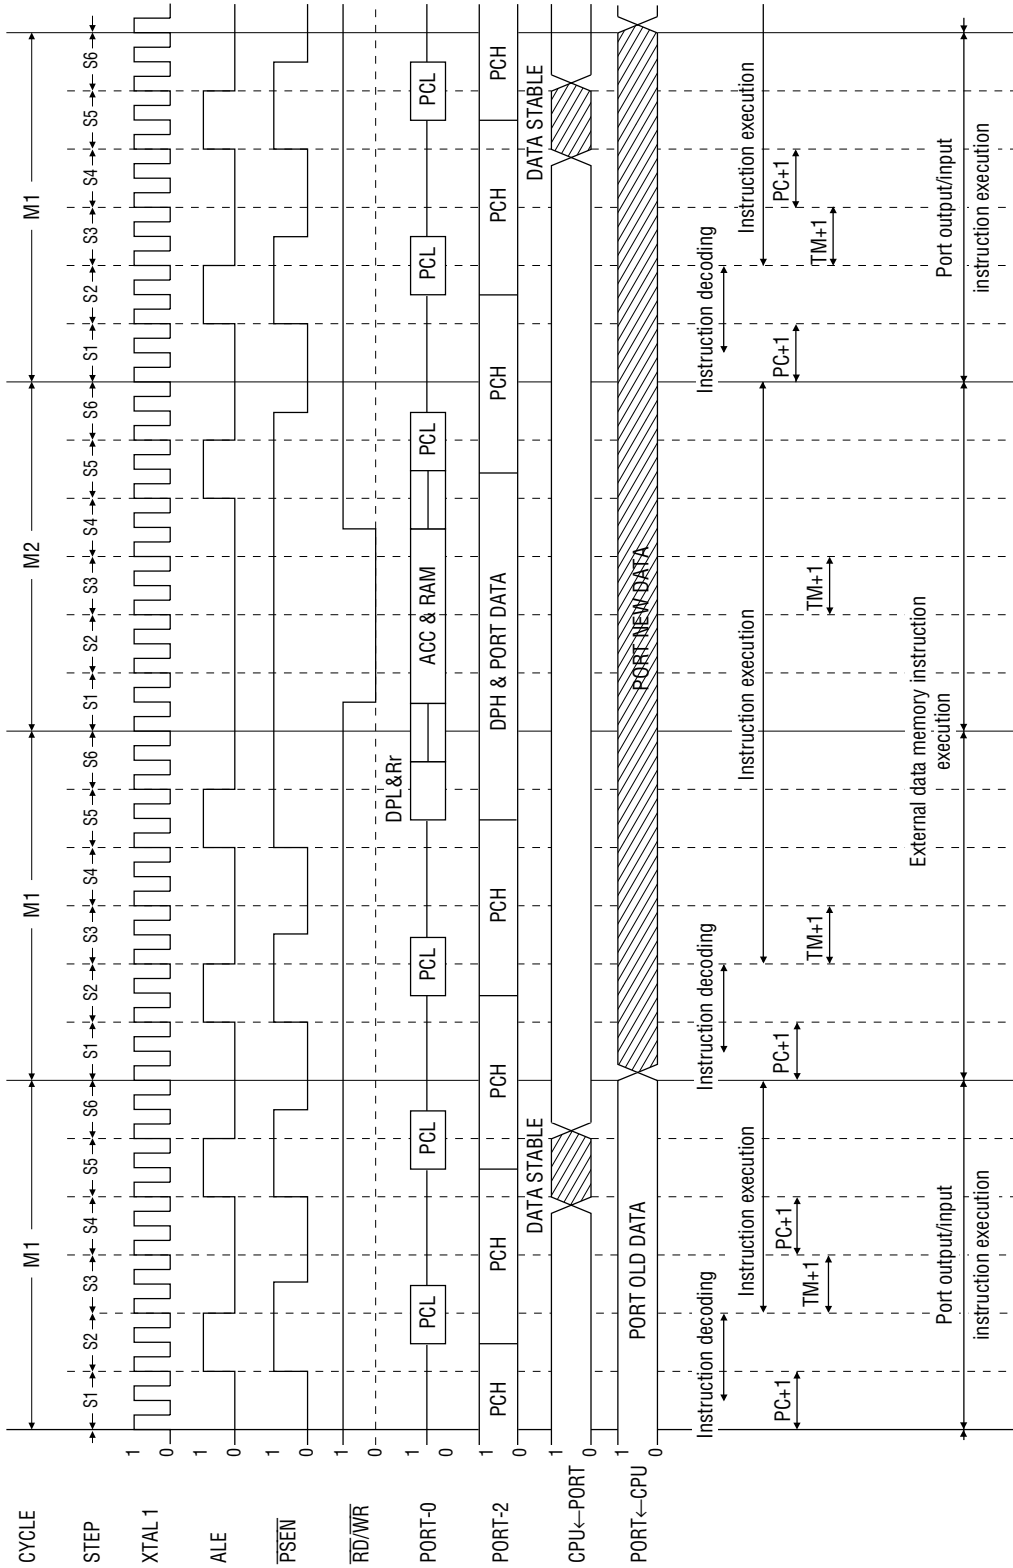 CYCLE M1 M1 M2 M1
STEP S1 S2 S3 S4 S5 S6 S1 S2 S3 S4 S5 S6 S1 S2 S3 S4 S5 S6 S1 S2 S3 S4 S5 S6
XTAL 1 1 0
ALE 1 0
PSEN 1 0
RD/WR 1 0
DPL&Rr
PORT-0 1 0 PCL PCL PCL ACC & RAM PCL PCL PCL
PORT-2 1 0 PCH PCH PCH PCH DPH & PORT DATA PCH PCH PCH
DATA STABLE DATA STABLE
CPU←PORT 1 0
PORT←CPU 1 0 PORT OLD DATA PORT NEW DATA
Instruction decoding Instruction decoding Instruction decoding
Instruction execution Instruction execution Instruction execution
PC+1 PC+1 PC+1 PC+1 PC+1
TM+1 TM+1 TM+1 TM+1
Port output/input
instruction execution
External data memory instruction
execution
Port output/input
instruction execution